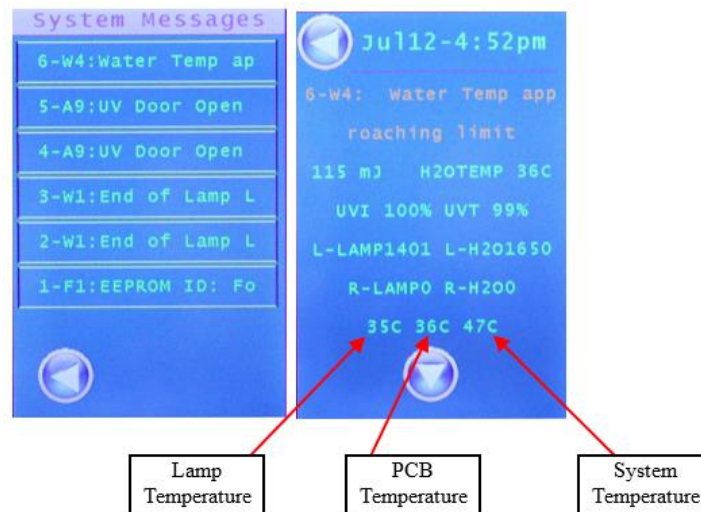 System Messages
6-W4:Water Temp ap
5-A9:UV Door Open
4-A9:UV Door Open
3-W1:End of Lamp L
2-W1:End of Lamp L
1-F1:EEPROM ID: Fo
Jul12-4:52pm
6-W4: Water Temp app
roaching limit
115 mJ H2OTEMP 36C
UVI 100% UVT 99%
L-LAMP1401 L-H2O1650
R-LAMP0 R-H2O0
35C 36C 47C
Lamp
Temperature
PCB
Temperature
System
Temperature